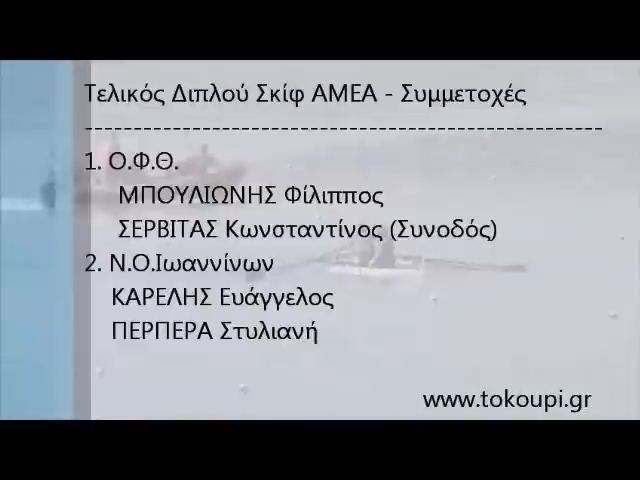 Τελικός Διπλού Σκίφ ΑΜΕΑ - Συμμετοχές
-----------------------------------------------------
1. Ο.Φ.Θ.
ΜΠΟΥΛΙΩΝΗΣ Φίλιππος
ΣΕΡΒΙΤΑΣ Κωνσταντίνος (Συνοδός)
2. Ν.Ο.Ιωαννίνων
ΚΑΡΕΛΗΣ Ευάγγελος
ΠΕΡΠΕΡΑ Στυλιανή
www.tokoupi.gr